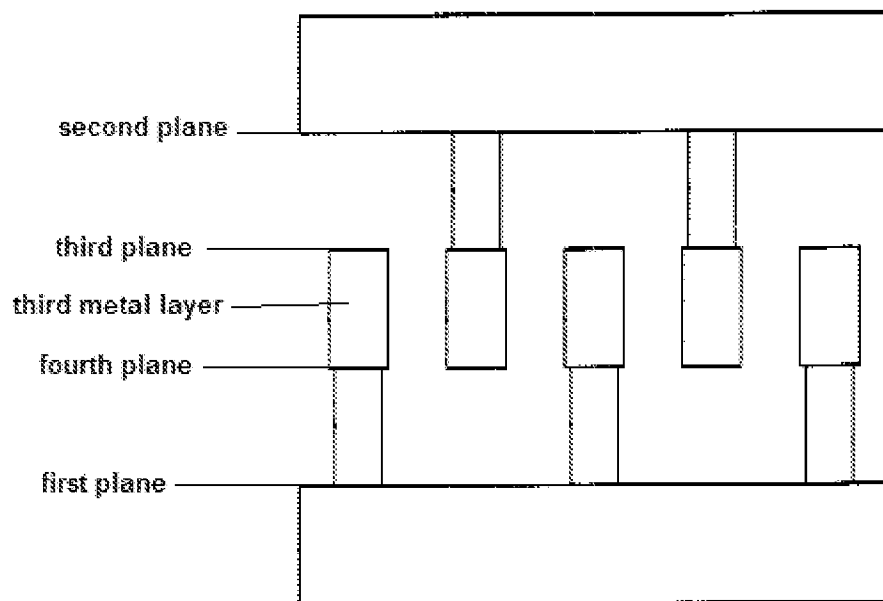 second plane
third plane
third metal layer
fourth plane
first plane